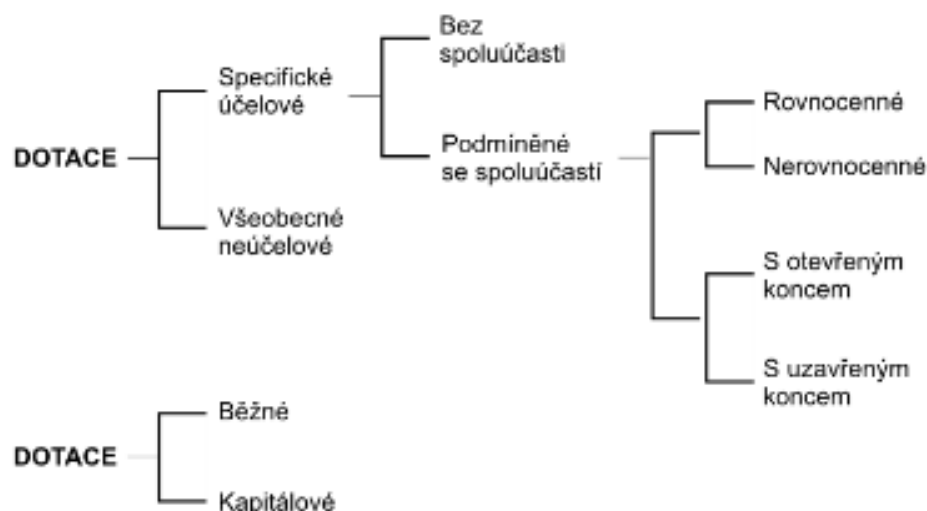 DOTACE
Specifické
účelové
Všeobecné
neúčelové
Bez
spoluúčasti
Podmíněné
se spoluúčastí
Rovnocenné
Nerovnocenné
S otevřeným
koncem
S uzavřeným
koncem
DOTACE
Běžné
Kapitálové